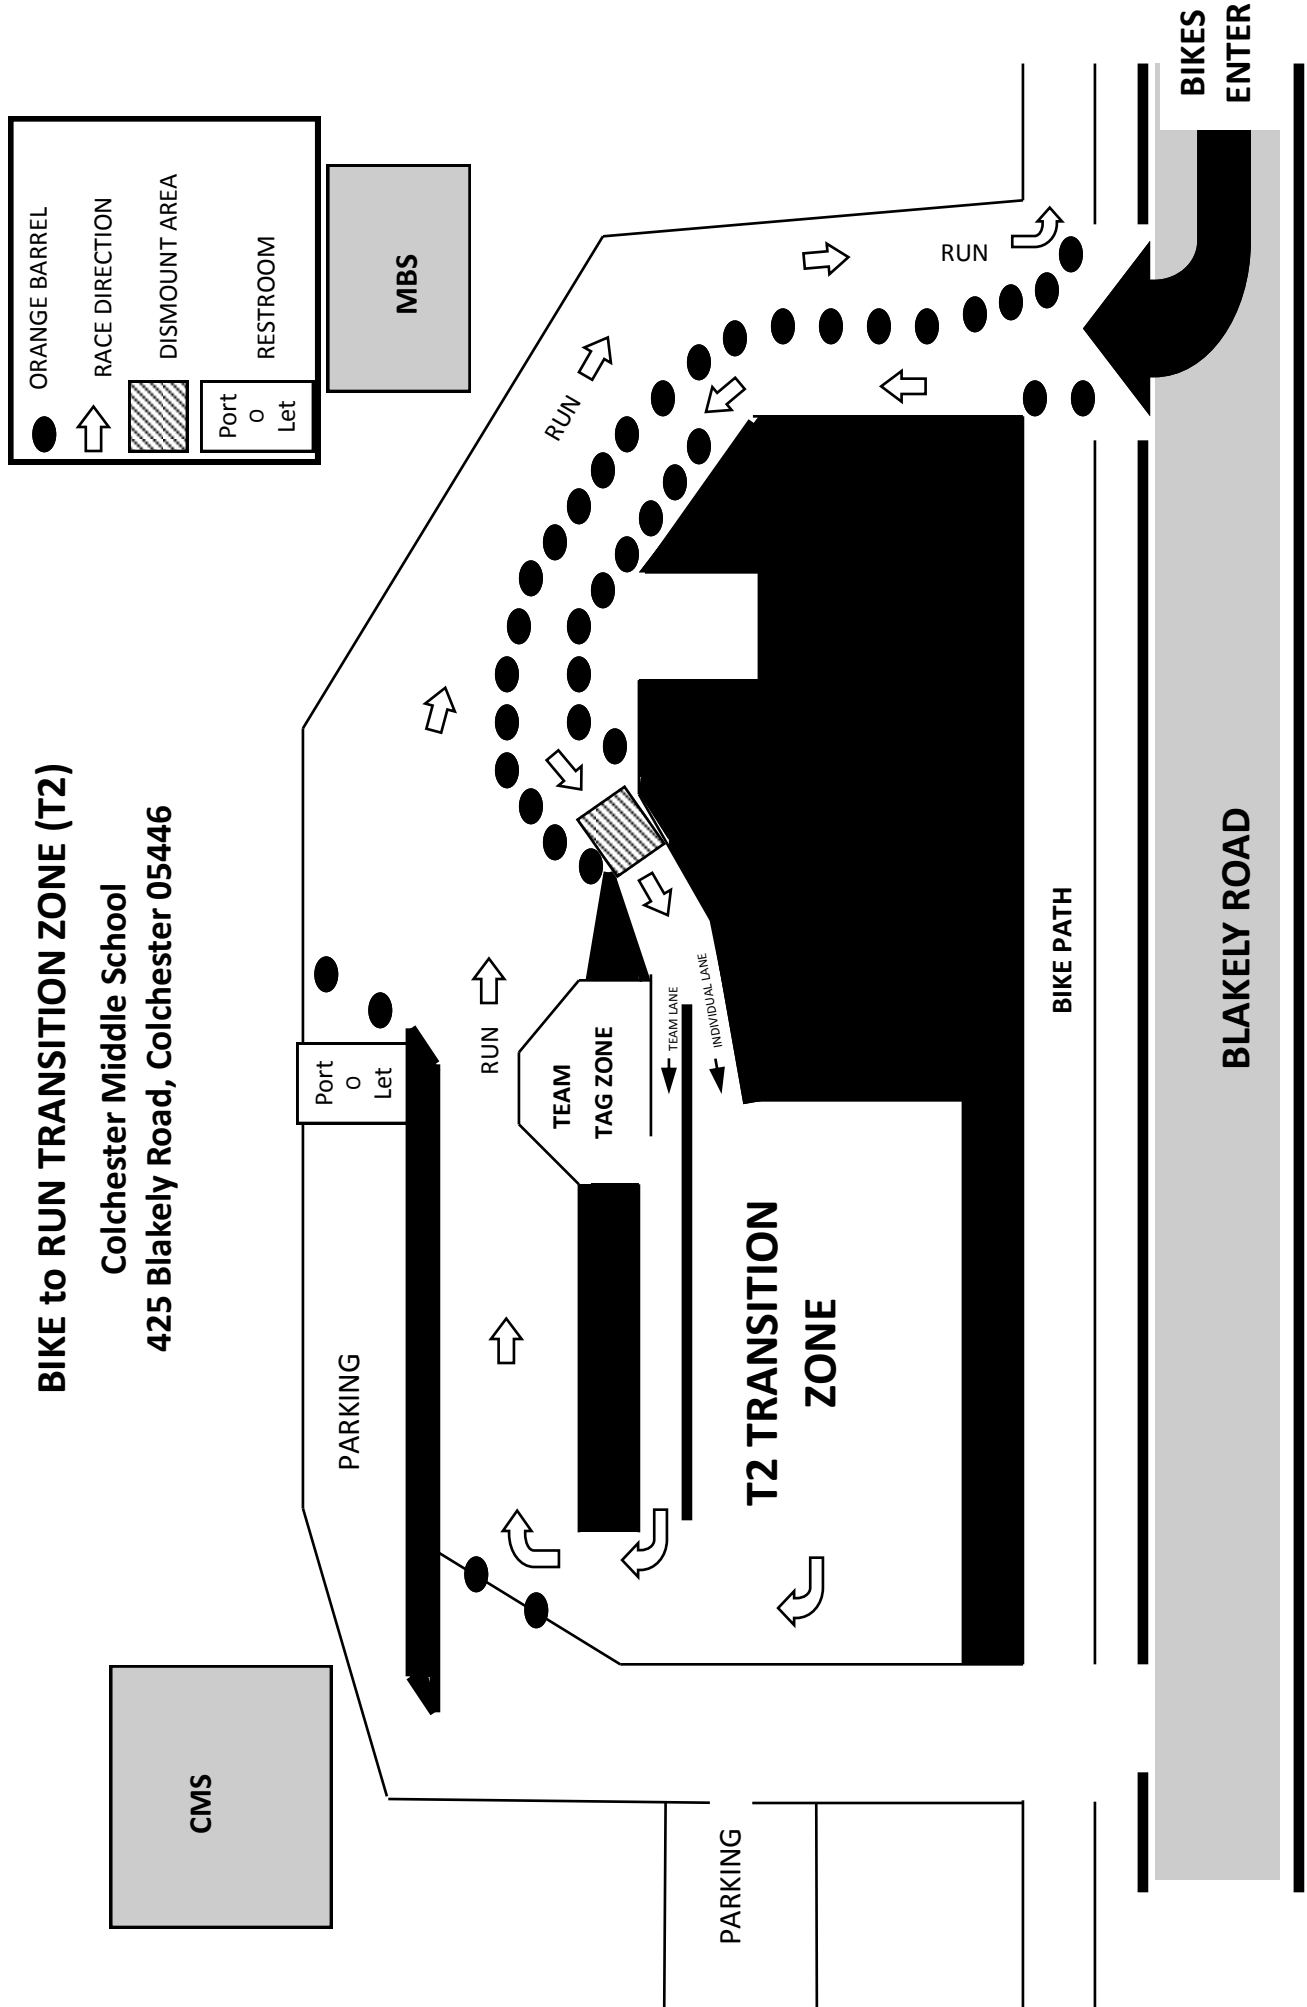 BIKE to RUN TRANSITION ZONE (T2)
Colchester Middle School
425 Blakely Road, Colchester 05446
ORANGE BARREL
RACE DIRECTION
DISMOUNT AREA
Port
O
Let
RESTROOM
CMS
MBS
PARKING
Port
O
Let
RUN
RUN
RUN
TEAM
TAG ZONE
TEAM LANE
INDIVIDUAL LANE
T2 TRANSITION
ZONE
PARKING
BIKE PATH
BLAKELY ROAD
BIKES
ENTER